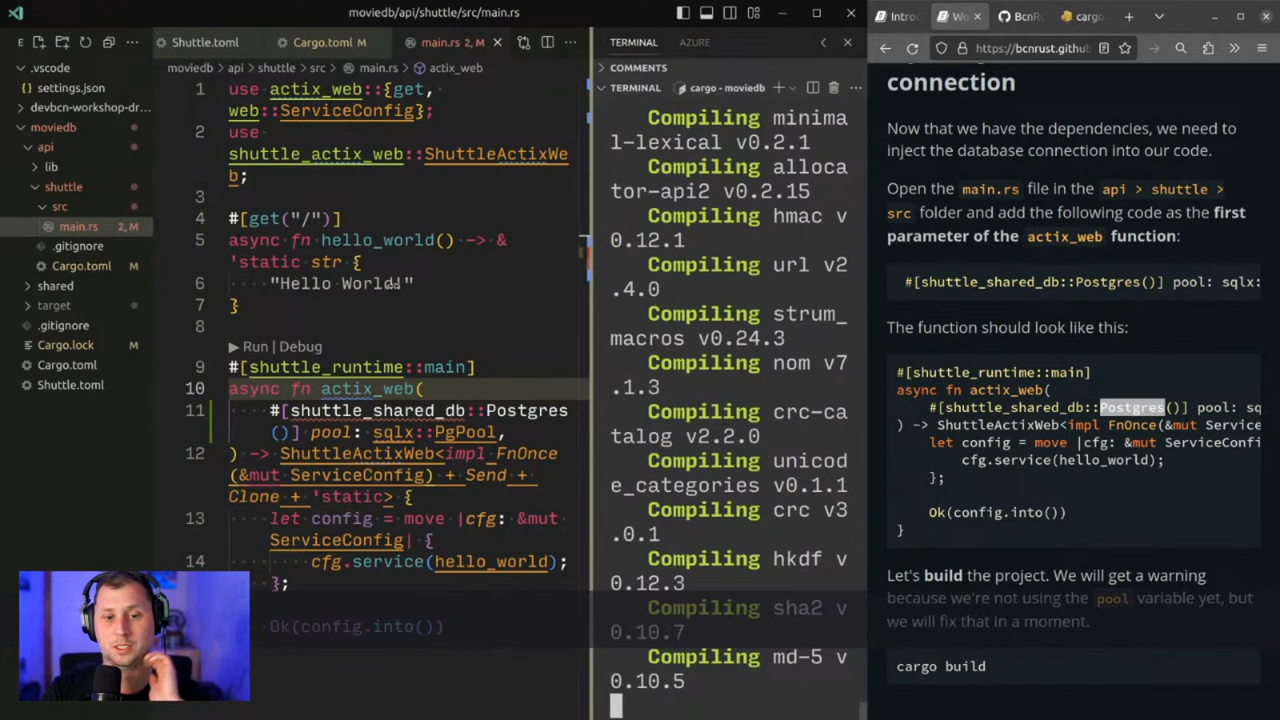 moviedb/api/shuttle/src/main.rs
E
.vscode
settings.json
devbcn-workshop-dr...
moviedb
api
lib
shuttle
src
main.rs 2, M
.gitignore
Cargo.toml M
shared
target
.gitignore
Cargo.lock M
Cargo.toml
Shuttle.toml
Shuttle.toml
Cargo.toml M
main.rs 2, M
moviedb > api > shuttle > src > main.rs > actix_web
1 use actix_web::{get,
web::ServiceConfig};
2 use
shuttle_actix_web::ShuttleActixWe
b;
3
4 #[get("/")]
5 async fn hello_world() -> &
'static str {
6 "Hello World!"
7 }
8
Run | Debug
9 #[shuttle_runtime::main]
10 async fn actix_web(
11 #[shuttle_shared_db::Postgres
()] pool: sqlx::PgPool,
12 ) -> ShuttleActixWeb<impl FnOnce
(&mut ServiceConfig) + Send +
Clone + 'static> {
13 let config = move |cfg: &mut
ServiceConfig| {
14 cfg.service(hello_world);
};
Ok(config.into())
TERMINAL
AZURE
COMMENTS
TERMINAL
cargo - moviedb
Compiling minima
l-lexical v0.2.1
Compiling alloca
tor-api2 v0.2.15
Compiling hmac v
0.12.1
Compiling url v2
.4.0
Compiling strum_
macros v0.24.3
Compiling nom v7
.1.3
Compiling crc-ca
talog v2.2.0
Compiling unicod
e_categories v0.1.1
Compiling crc v3
.0.1
Compiling hkdf v
0.12.3
Compiling sha2 v
0.10.7
Compiling md-5 v
0.10.5
Introd
Wo
BcnRu
cargo
https://bcnrust.github
connection
Now that we have the dependencies, we need to
inject the database connection into our code.
Open the main.rs file in the api > shuttle >
src folder and add the following code as the first
parameter of the actix_web function:
#[shuttle_shared_db::Postgres()] pool: sqlx:
The function should look like this:
#[shuttle_runtime::main]
async fn actix_web(
#[shuttle_shared_db::Postgres()] pool: sq
) -> ShuttleActixWeb<impl FnOnce(&mut Service
let config = move |cfg: &mut ServiceConfi
cfg.service(hello_world);
};
Ok(config.into())
}
Let's build the project. We will get a warning
because we're not using the pool variable yet, but
we will fix that in a moment.
cargo build